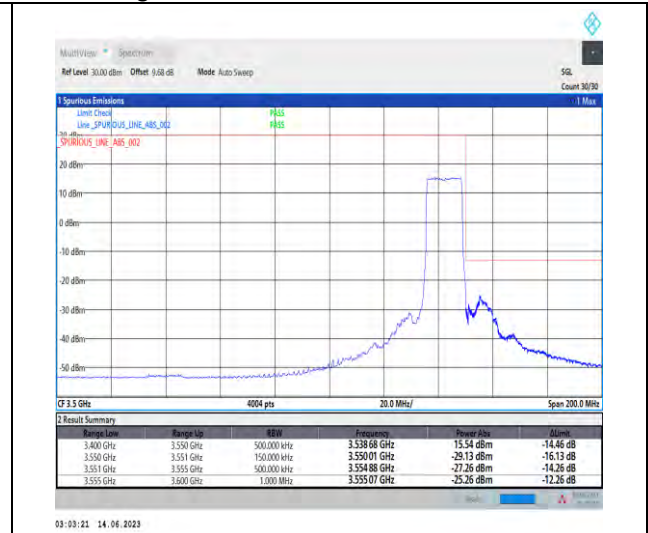 MultiView Spectrum
Ref Level 30.00 dBm Offset 9.68 dB Mode Auto Sweep SGL
Count 30/30
1 Spurious Emissions 1 Max
Limit Check PASS
Line _SPURIOUS_LINE_ABS_002 PASS
_SPURIOUS_LINE_ABS_002
20 dBm
10 dBm
0 dBm
-10 dBm
-20 dBm
-30 dBm
-40 dBm
-50 dBm
CF 3.5 GHz 4004 pts 20.0 MHz/ Span 200.0 MHz
2 Result Summary
Range Low Range Up RBW Frequency Power Abs ΔLimit
3.400 GHz 3.550 GHz 500.000 kHz 3.538 68 GHz 15.54 dBm -14.46 dB
3.550 GHz 3.551 GHz 150.000 kHz 3.550 01 GHz -29.13 dBm -16.13 dB
3.551 GHz 3.555 GHz 500.000 kHz 3.554 88 GHz -27.26 dBm -14.26 dB
3.555 GHz 3.600 GHz 1.000 MHz 3.555 07 GHz -25.26 dBm -12.26 dB
03:03:21 14.06.2023